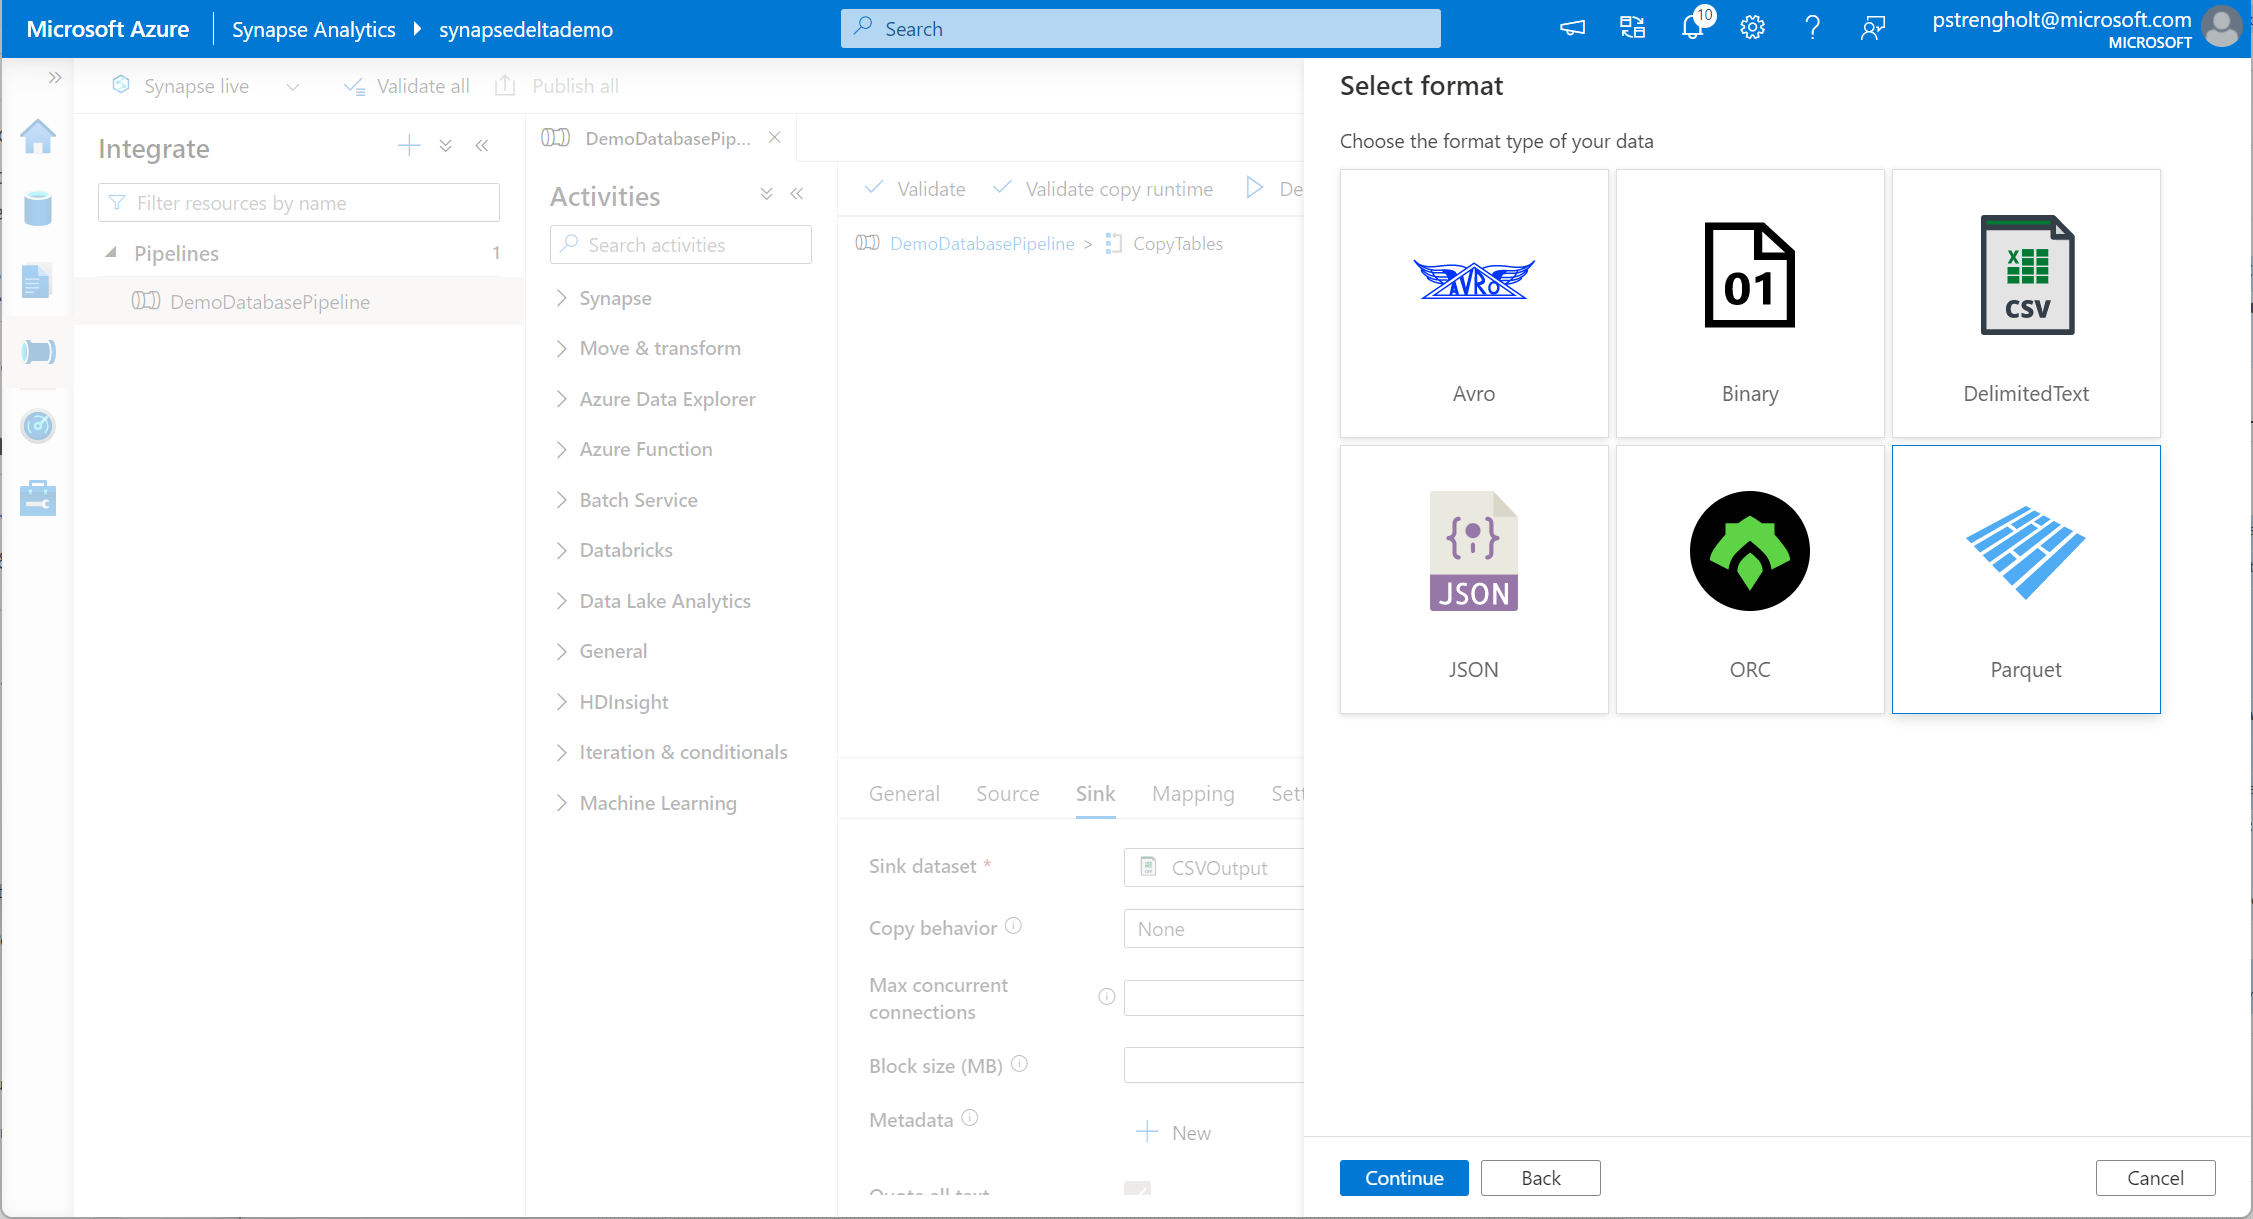 Microsoft Azure
Synapse Analytics
synapsedeltademo
Search
10
pstrengholt@microsoft.com
MICROSOFT
Synapse live
Validate all
Publish all
Integrate
Filter resources by name
Pipelines
1
DemoDatabasePipeline
DemoDatabasePip...
Activities
Search activities
Synapse
Move & transform
Azure Data Explorer
Azure Function
Batch Service
Databricks
Data Lake Analytics
General
HDInsight
Iteration & conditionals
Machine Learning
Validate
Validate copy runtime
De
DemoDatabasePipeline > CopyTables
General
Source
Sink
Mapping
Sett
Sink dataset *
CSVOutput
Copy behavior
None
Max concurrent
connections
Block size (MB)
Metadata
New
Quote all text
Select format
Choose the format type of your data
AVRO
Avro
01
Binary
X
CSV
DelimitedText
JSON
JSON
ORC
Parquet
Continue
Back
Cancel